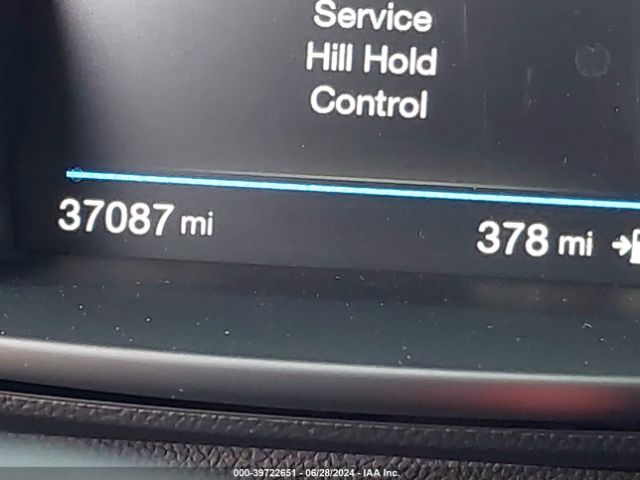 Service
Hill Hold
Control
37087 mi
378 mi
000-39722651 - 06/28/2024 - IAA Inc.